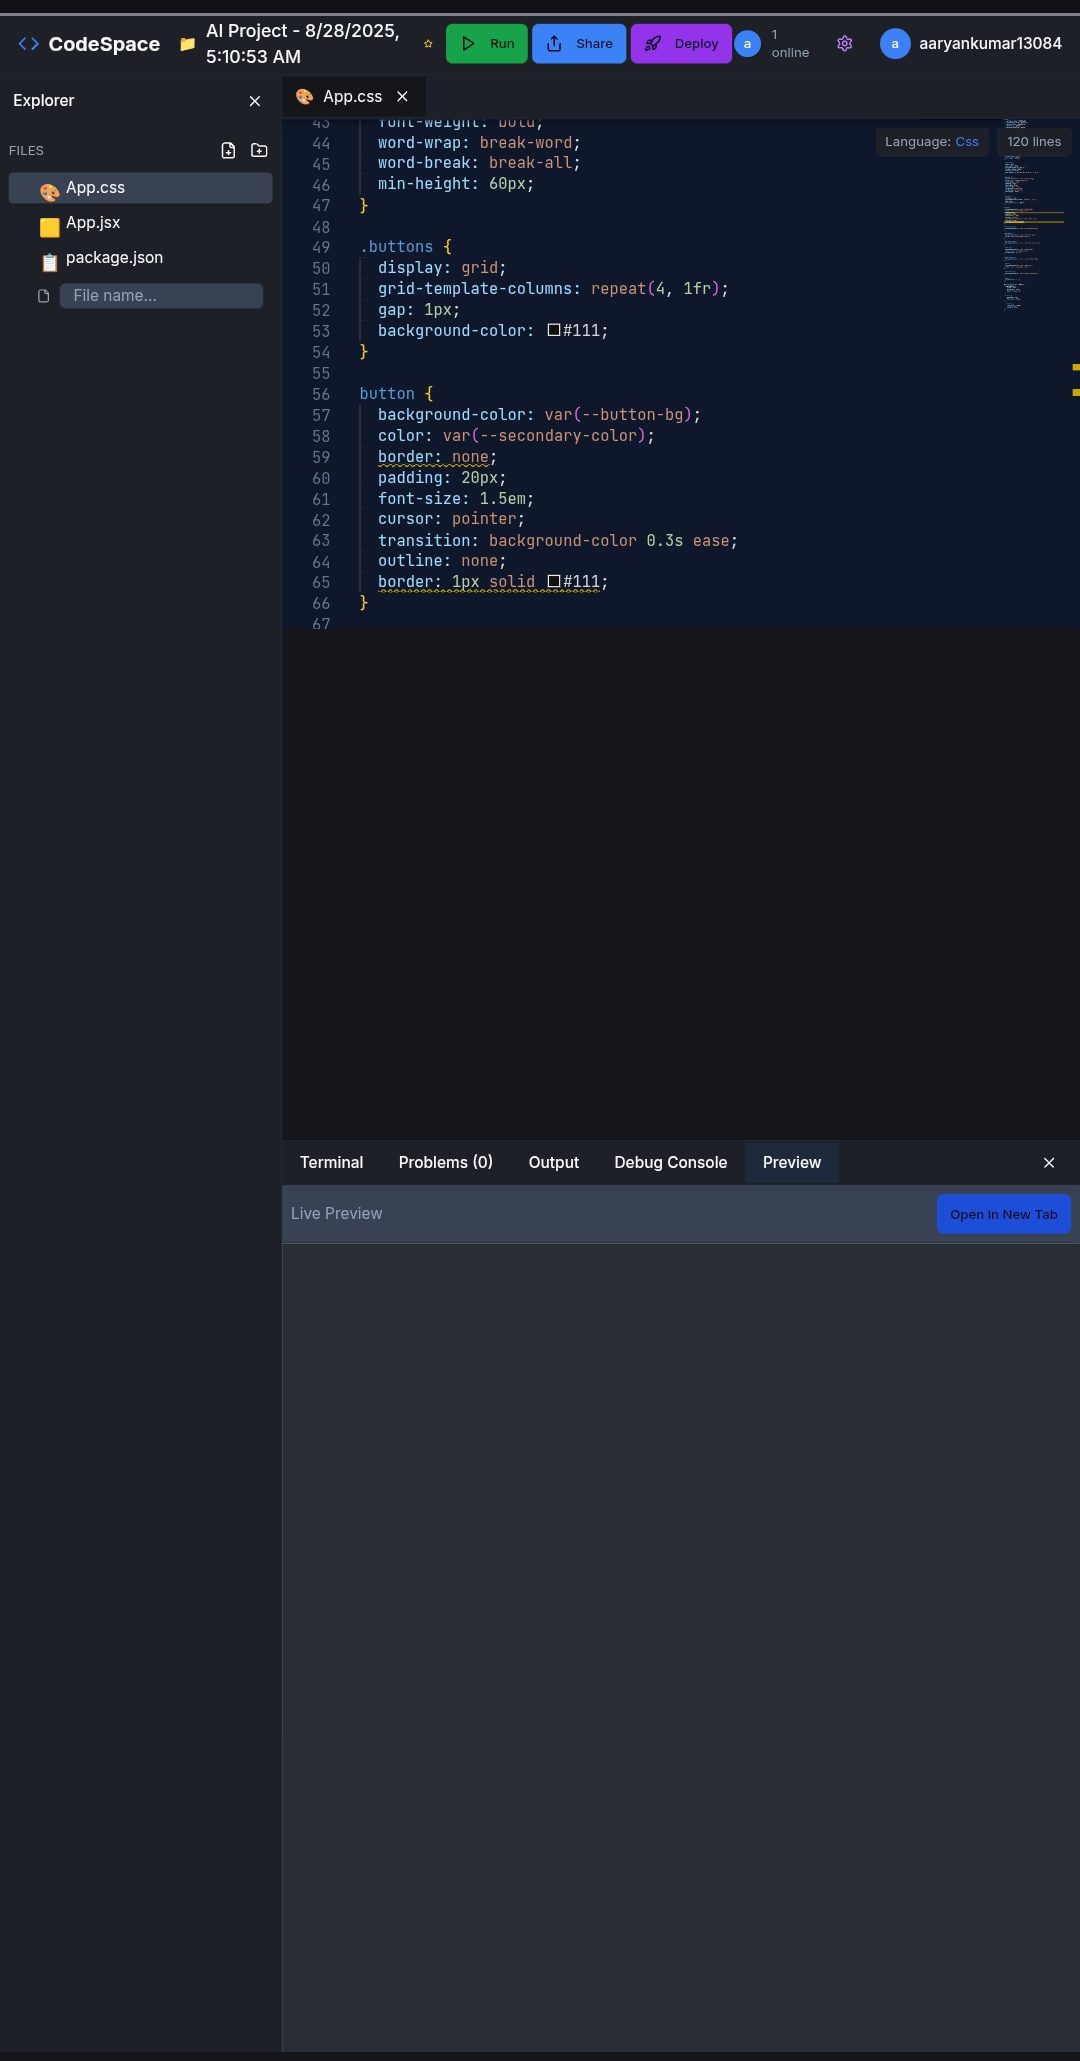 CodeSpace
AI Project - 8/28/2025,
5:10:53 AM
Run
Share
Deploy
a
1
online
a
aaryankumar13084
Explorer
FILES
App.css
App.jsx
package.json
File name...
App.css
Language: Css
120 lines
43 font-weight: bold;
44 word-wrap: break-word;
45 word-break: break-all;
46 min-height: 60px;
47 }
48
49 .buttons {
50 display: grid;
51 grid-template-columns: repeat(4, 1fr);
52 gap: 1px;
53 background-color: #111;
54 }
55
56 button {
57 background-color: var(--button-bg);
58 color: var(--secondary-color);
59 border: none;
60 padding: 20px;
61 font-size: 1.5em;
62 cursor: pointer;
63 transition: background-color 0.3s ease;
64 outline: none;
65 border: 1px solid #111;
66 }
67
Terminal
Problems (0)
Output
Debug Console
Preview
Live Preview
Open in New Tab